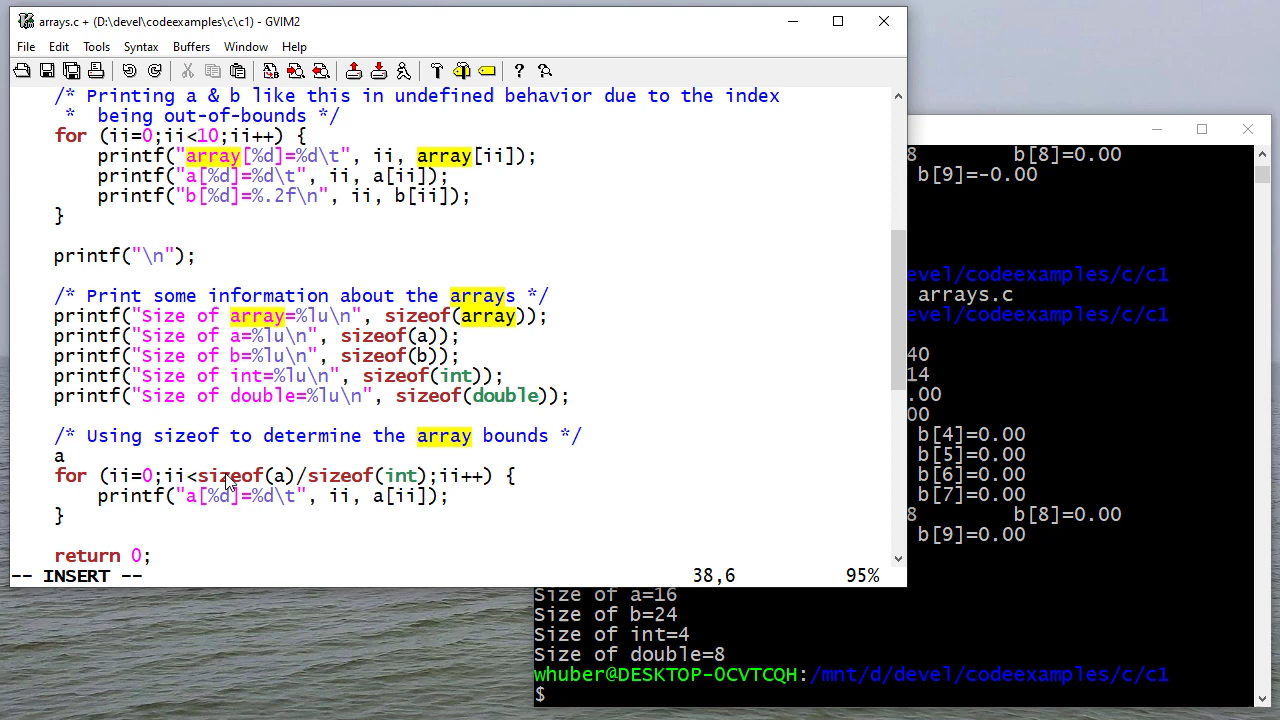 arrays.c + (D:\devel\codeexamples\c\c1) - GVIM2
File Edit Tools Syntax Buffers Window Help
/* Printing a & b like this in undefined behavior due to the index
 *  being out-of-bounds */
for (ii=0;ii<10;ii++) {
    printf("array[%d]=%d\t", ii, array[ii]);
    printf("a[%d]=%d\t", ii, a[ii]);
    printf("b[%d]=%.2f\n", ii, b[ii]);
}
printf("\n");
/* Print some information about the arrays */
printf("Size of array=%lu\n", sizeof(array));
printf("Size of a=%lu\n", sizeof(a));
printf("Size of b=%lu\n", sizeof(b));
printf("Size of int=%lu\n", sizeof(int));
printf("Size of double=%lu\n", sizeof(double));
/* Using sizeof to determine the array bounds */
a
for (ii=0;ii<sizeof(a)/sizeof(int);ii++) {
    printf("a[%d]=%d\t", ii, a[ii]);
}
return 0;
-- INSERT -- 38,6 95%
8 b[8]=0.00
b[9]=-0.00
evel/codeexamples/c/c1
arrays.c
evel/codeexamples/c/c1
40
14
.00
00
b[4]=0.00
b[5]=0.00
b[6]=0.00
b[7]=0.00
8 b[8]=0.00
b[9]=0.00
Size of a=16
Size of b=24
Size of int=4
Size of double=8
whuber@DESKTOP-OCVTCQH:/mnt/d/devel/codeexamples/c/c1
$